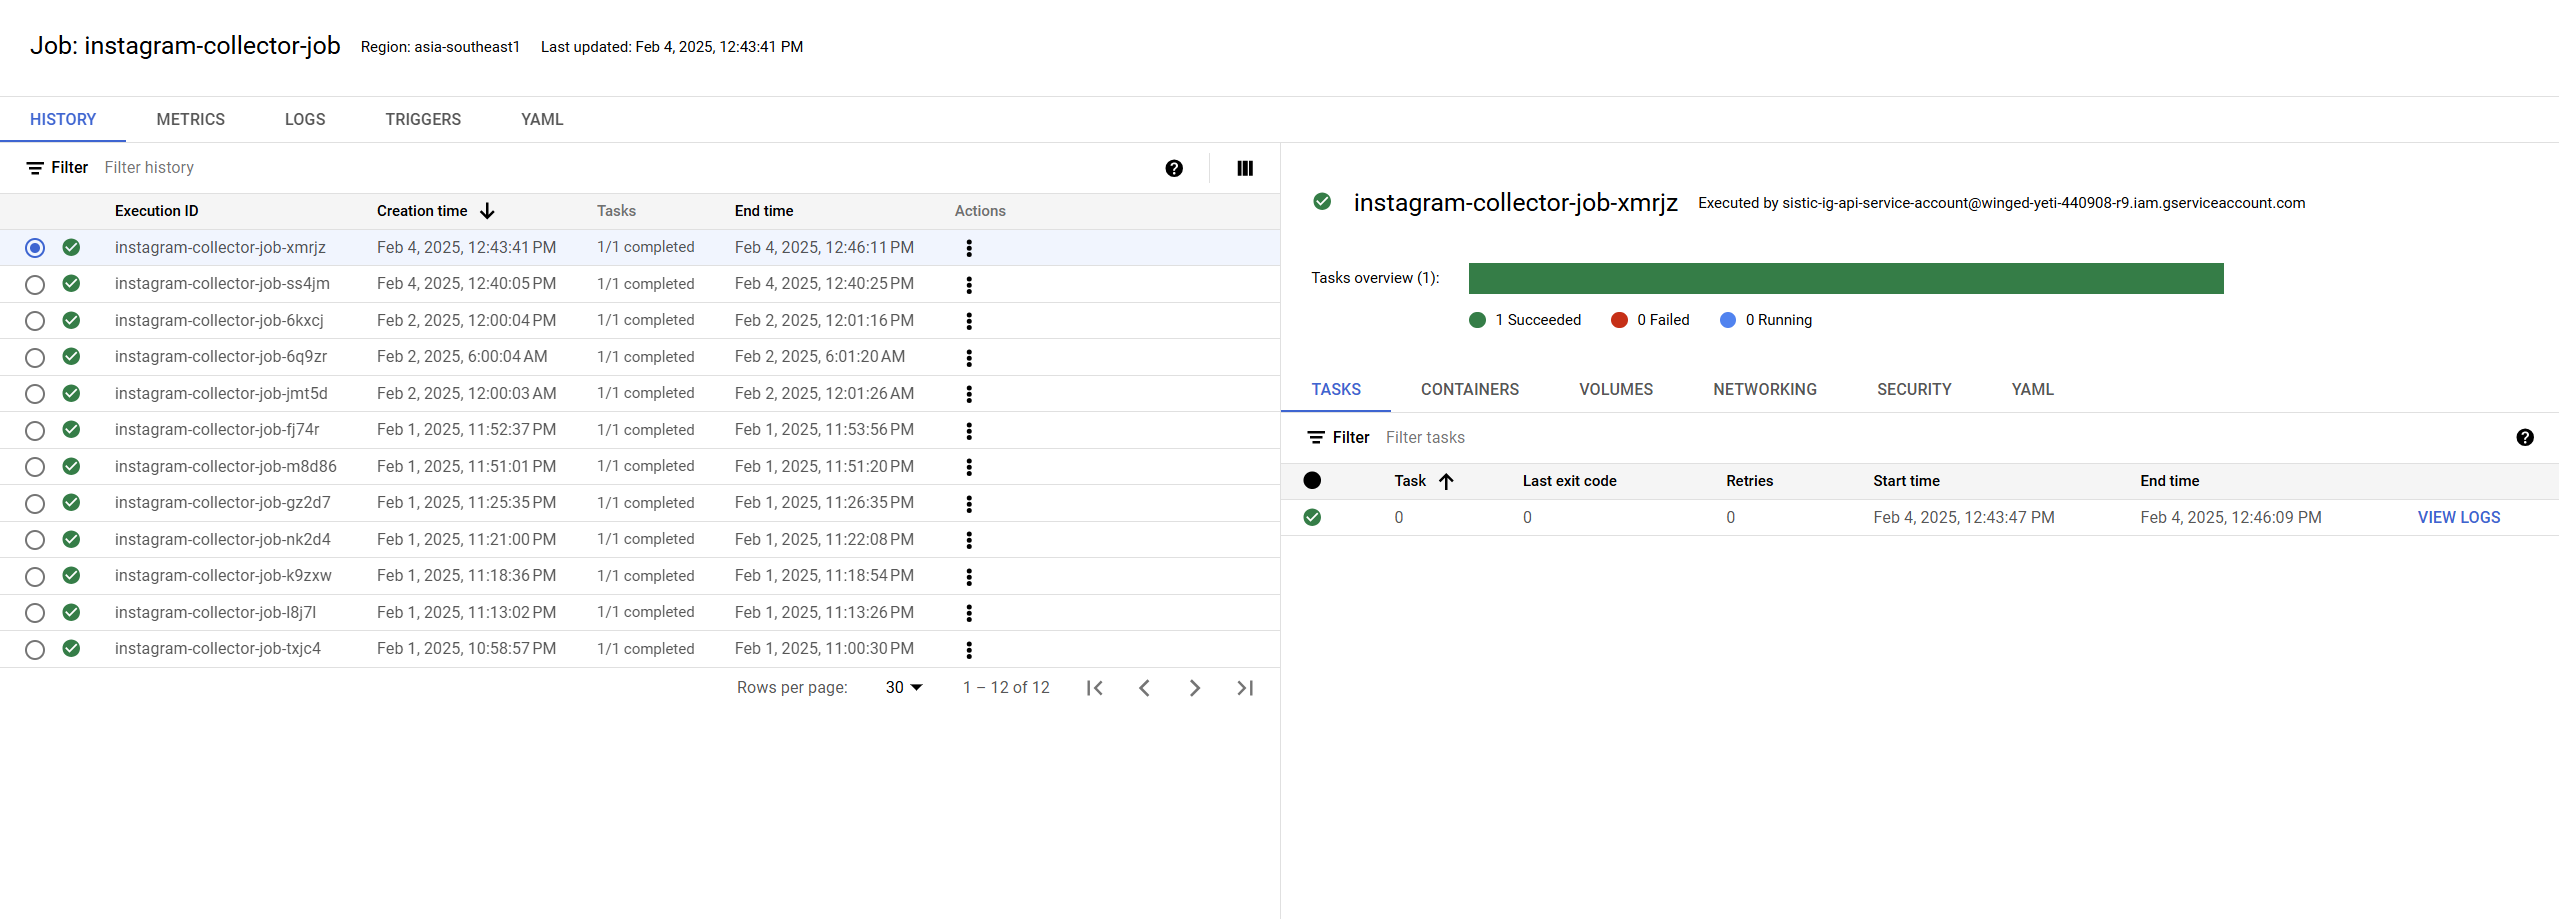 Job: instagram-collector-job Region: asia-southeast1 Last updated: Feb 4, 2025, 12:43:41 PM
HISTORY METRICS LOGS TRIGGERS YAML
Filter Filter history
Execution ID Creation time Tasks End time Actions
instagram-collector-job-xmrjz Feb 4, 2025, 12:43:41 PM 1/1 completed Feb 4, 2025, 12:46:11 PM
instagram-collector-job-ss4jm Feb 4, 2025, 12:40:05 PM 1/1 completed Feb 4, 2025, 12:40:25 PM
instagram-collector-job-6kxcj Feb 2, 2025, 12:00:04 PM 1/1 completed Feb 2, 2025, 12:01:16 PM
instagram-collector-job-6q9zr Feb 2, 2025, 6:00:04 AM 1/1 completed Feb 2, 2025, 6:01:20 AM
instagram-collector-job-jmt5d Feb 2, 2025, 12:00:03 AM 1/1 completed Feb 2, 2025, 12:01:26 AM
instagram-collector-job-fj74r Feb 1, 2025, 11:52:37 PM 1/1 completed Feb 1, 2025, 11:53:56 PM
instagram-collector-job-m8d86 Feb 1, 2025, 11:51:01 PM 1/1 completed Feb 1, 2025, 11:51:20 PM
instagram-collector-job-gz2d7 Feb 1, 2025, 11:25:35 PM 1/1 completed Feb 1, 2025, 11:26:35 PM
instagram-collector-job-nk2d4 Feb 1, 2025, 11:21:00 PM 1/1 completed Feb 1, 2025, 11:22:08 PM
instagram-collector-job-k9zxw Feb 1, 2025, 11:18:36 PM 1/1 completed Feb 1, 2025, 11:18:54 PM
instagram-collector-job-l8j7l Feb 1, 2025, 11:13:02 PM 1/1 completed Feb 1, 2025, 11:13:26 PM
instagram-collector-job-txjc4 Feb 1, 2025, 10:58:57 PM 1/1 completed Feb 1, 2025, 11:00:30 PM
Rows per page: 30 1 – 12 of 12
instagram-collector-job-xmrjz Executed by sistic-ig-api-service-account@winged-yeti-440908-r9.iam.gserviceaccount.com
Tasks overview (1):
1 Succeeded 0 Failed 0 Running
TASKS CONTAINERS VOLUMES NETWORKING SECURITY YAML
Filter Filter tasks
Task Last exit code Retries Start time End time
0 0 0 Feb 4, 2025, 12:43:47 PM Feb 4, 2025, 12:46:09 PM VIEW LOGS